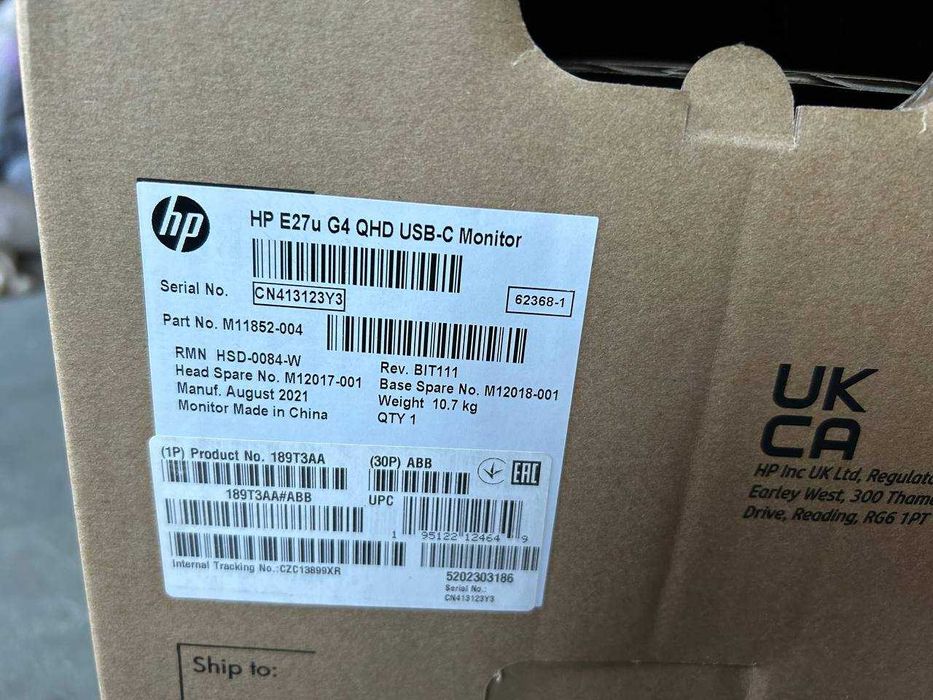 hp
HP E27u G4 QHD USB-C Monitor
Serial No. CN413123Y3
62368-1
Part No. M11852-004
RMN HSD-0084-W
Rev. BIT111
Head Spare No. M12017-001
Base Spare No. M12018-001
Manuf. August 2021
Weight 10.7 kg
Monitor Made in China
QTY 1
(1P) Product No. 189T3AA
(30P) ABB
EAC
189T3AA#ABB
UPC
1 95122 12464 9
Internal Tracking No.:CZC13899XR
5202303186
Serial No.:
CN413123Y3
UK
CA
HP Inc UK Ltd, Regulato
Earley West, 300 Tham
Drive, Reading, RG6 1PT
Ship to: